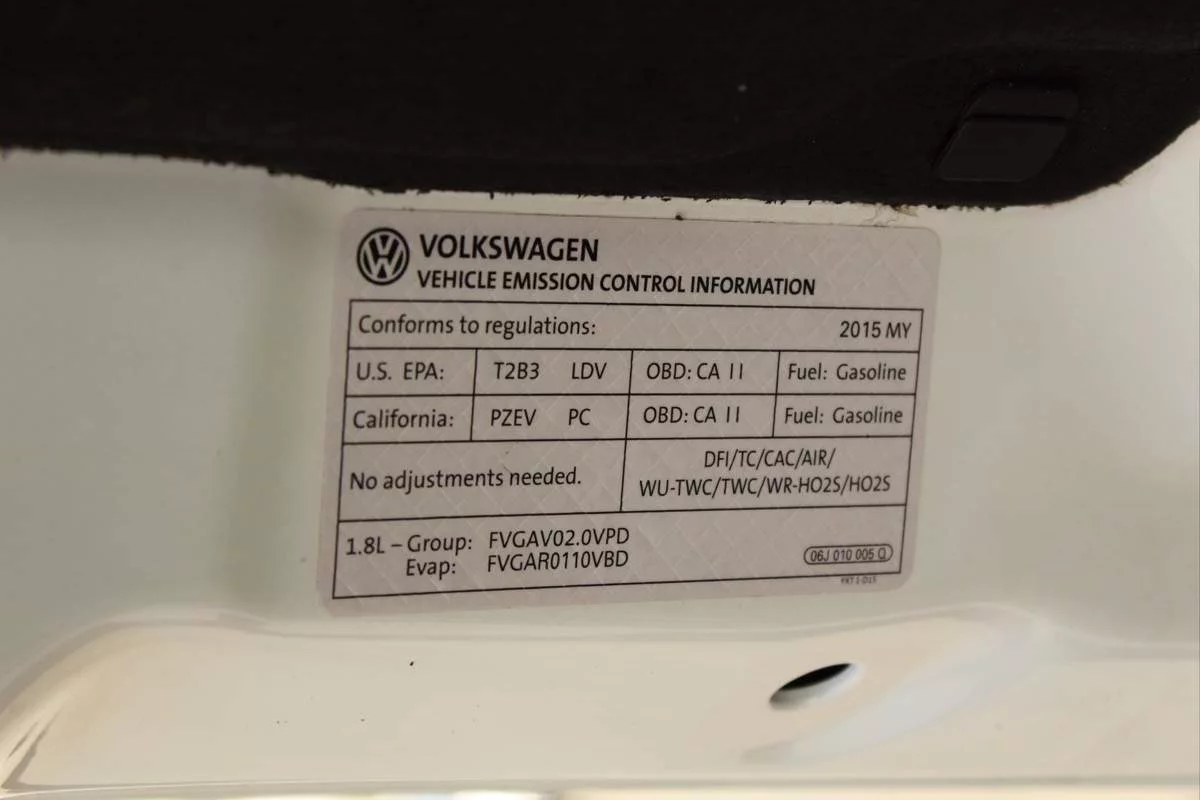 VOLKSWAGEN
VEHICLE EMISSION CONTROL INFORMATION
Conforms to regulations: 2015 MY
U.S. EPA: T2B3 LDV OBD: CA II Fuel: Gasoline
California: PZEV PC OBD: CA II Fuel: Gasoline
No adjustments needed.
DFI/TC/CAC/AIR/
WU-TWC/TWC/WR-HO2S/HO2S
1.8L – Group: FVGAV02.0VPD
Evap: FVGAR0110VBD
06J 010 005 Q